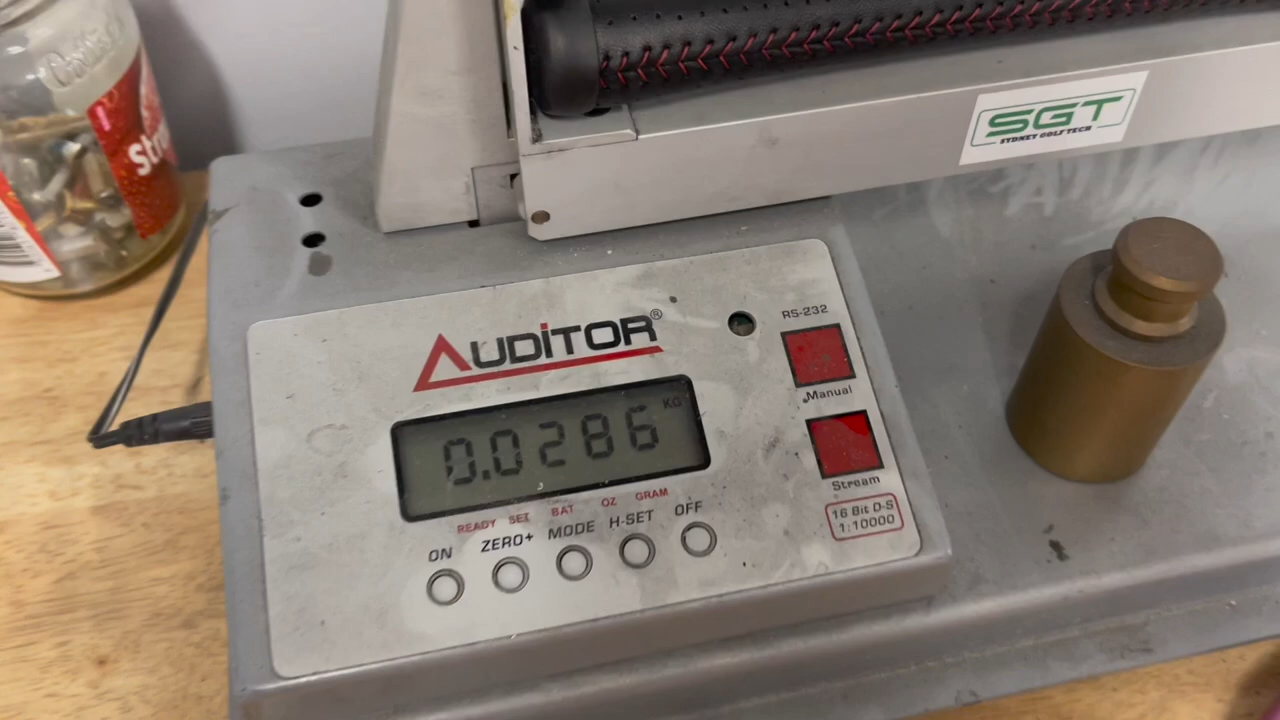 SGT
SYDNEY GOLF TECH
Str
AUDiTOR®
RS-232
Manual
KG
0.0286
Stream
READY SET BAT OZ GRAM
16 Bit D-S
1:10000
ON ZERO+ MODE H-SET OFF